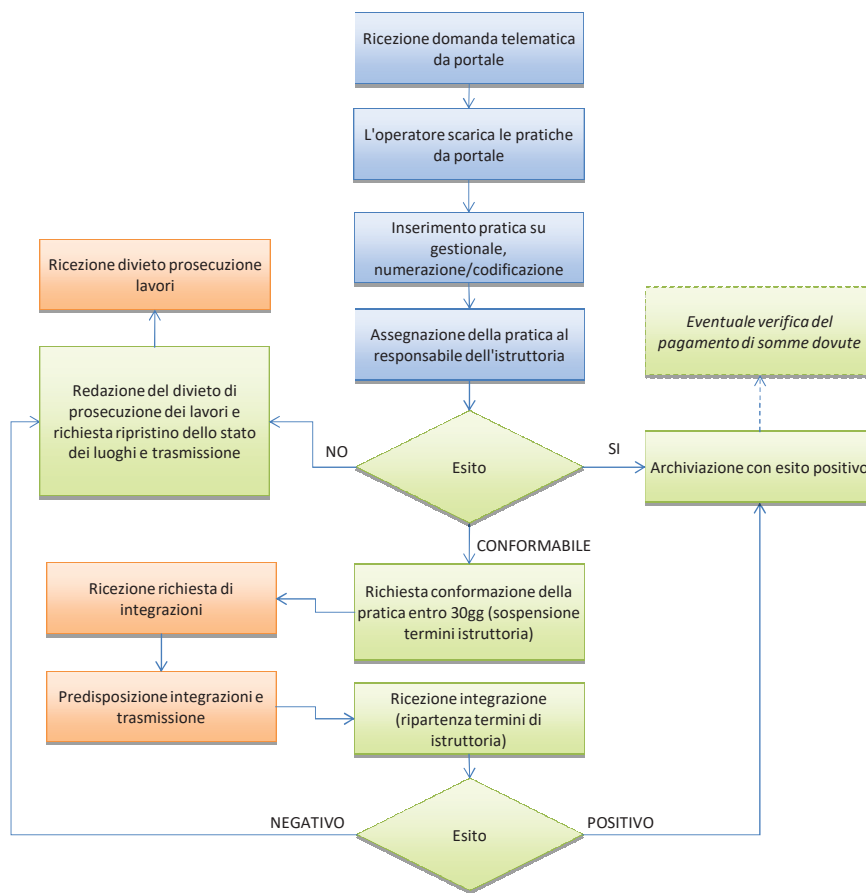 Ricezione domanda telematica
da portale
L'operatore scarica le pratiche
da portale
Inserimento pratica su
gestionale,
numerazione/codificazione
Ricezione divieto prosecuzione
lavori
Assegnazione della pratica al
responsabile dell'istruttoria
Eventuale verifica del
pagamento di somme dovute
Redazione del divieto di
prosecuzione dei lavori e
richiesta ripristino dello stato
dei luoghi e trasmissione
NO
Esito
SI
Archiviazione con esito positivo
CONFORMABILE
Ricezione richiesta di
integrazioni
Richiesta conformazione della
pratica entro 30gg (sospensione
termini istruttoria)
Predisposizione integrazioni e
trasmissione
Ricezione integrazione
(ripartenza termini di
istruttoria)
NEGATIVO
Esito
POSITIVO